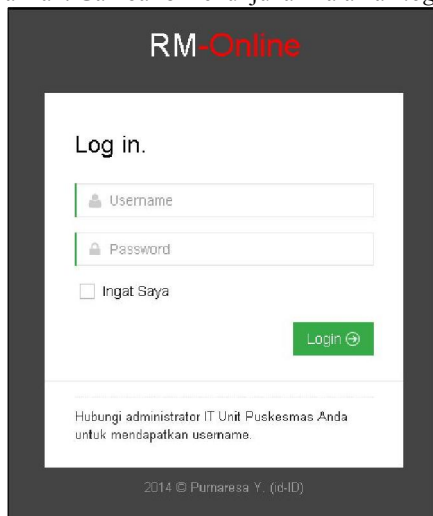 RM-Online
Log in.
Username
Password
Ingat Saya
Login
Hubungi administrator IT Unit Puskesmas Anda
untuk mendapatkan username.
2014 © Purnaresa Y. (id-ID)